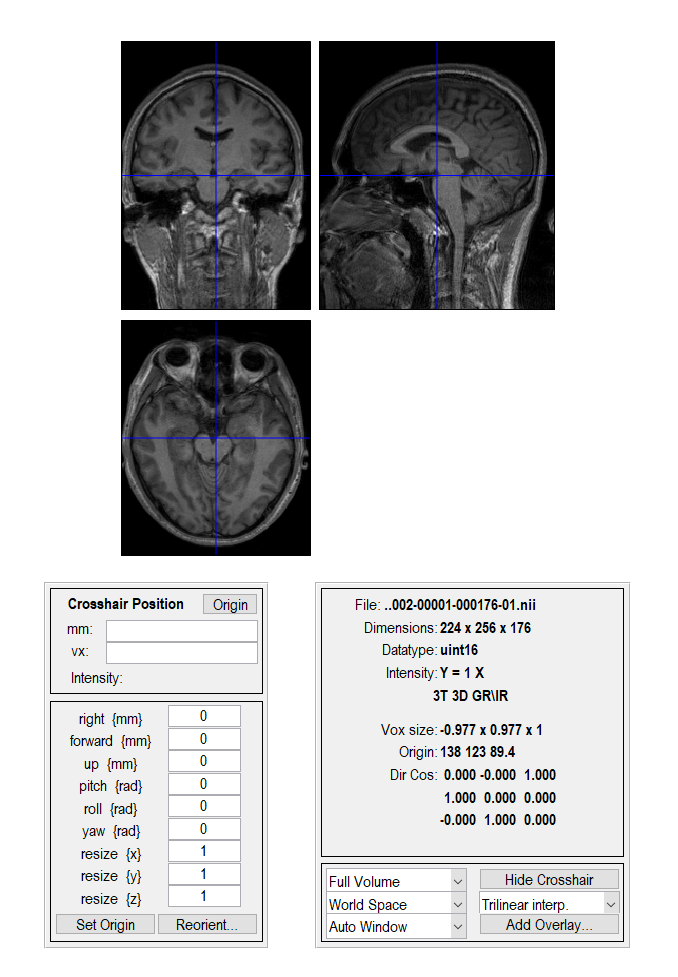 Crosshair Position
Origin
mm:
vx:
Intensity:
right {mm} 0
forward {mm} 0
up {mm} 0
pitch {rad} 0
roll {rad} 0
yaw {rad} 0
resize {x} 1
resize {y} 1
resize {z} 1
Set Origin
Reorient...
File: ..002-00001-000176-01.nii
Dimensions: 224 x 256 x 176
Datatype: uint16
Intensity: Y = 1 X
3T 3D GR\IR
Vox size: -0.977 x 0.977 x 1
Origin: 138 123 89.4
Dir Cos: 0.000 -0.000 1.000
1.000 0.000 0.000
-0.000 1.000 0.000
Full Volume
Hide Crosshair
World Space
Trilinear interp.
Auto Window
Add Overlay...